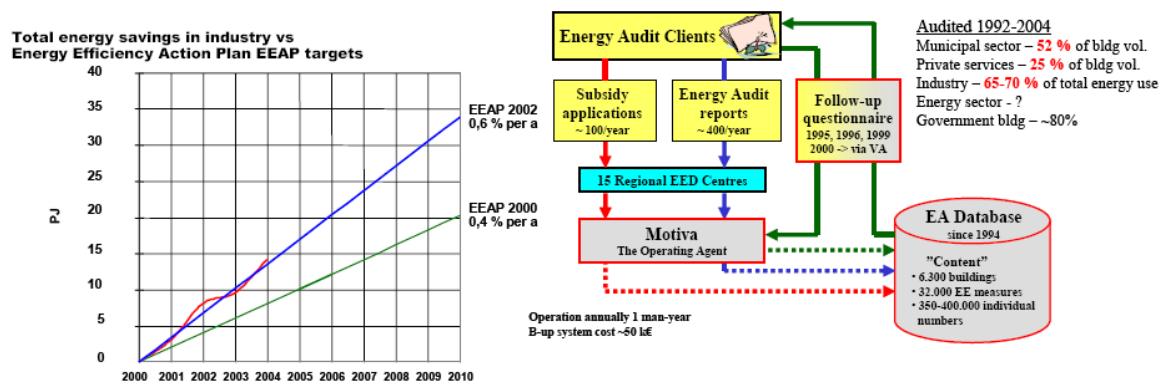 Total energy savings in industry vs
Energy Efficiency Action Plan EEAP targets
40
35
30
25
20
15
10
5
0
PJ
2000 2001 2002 2003 2004 2005 2006 2007 2008 2009 2010
EEAP 2002
0,6 % per a
EEAP 2000
0,4 % per a
Energy Audit Clients
Subsidy
applications
~ 100/year
Energy Audit
reports
~ 400/year
Follow-up
questionnaire
1995, 1996, 1999
2000 -> via VA
15 Regional EED Centres
Motiva
The Operating Agent
Operation annually 1 man-year
B-up system cost ~50 k€
Audited 1992-2004
Municipal sector – 52 % of bldg vol.
Private services – 25 % of bldg vol.
Industry – 65-70 % of total energy use
Energy sector - ?
Government bldg – ~80%
EA Database
since 1994
”Content”
• 6.300 buildings
• 32.000 EE measures
• 350-400.000 individual
numbers